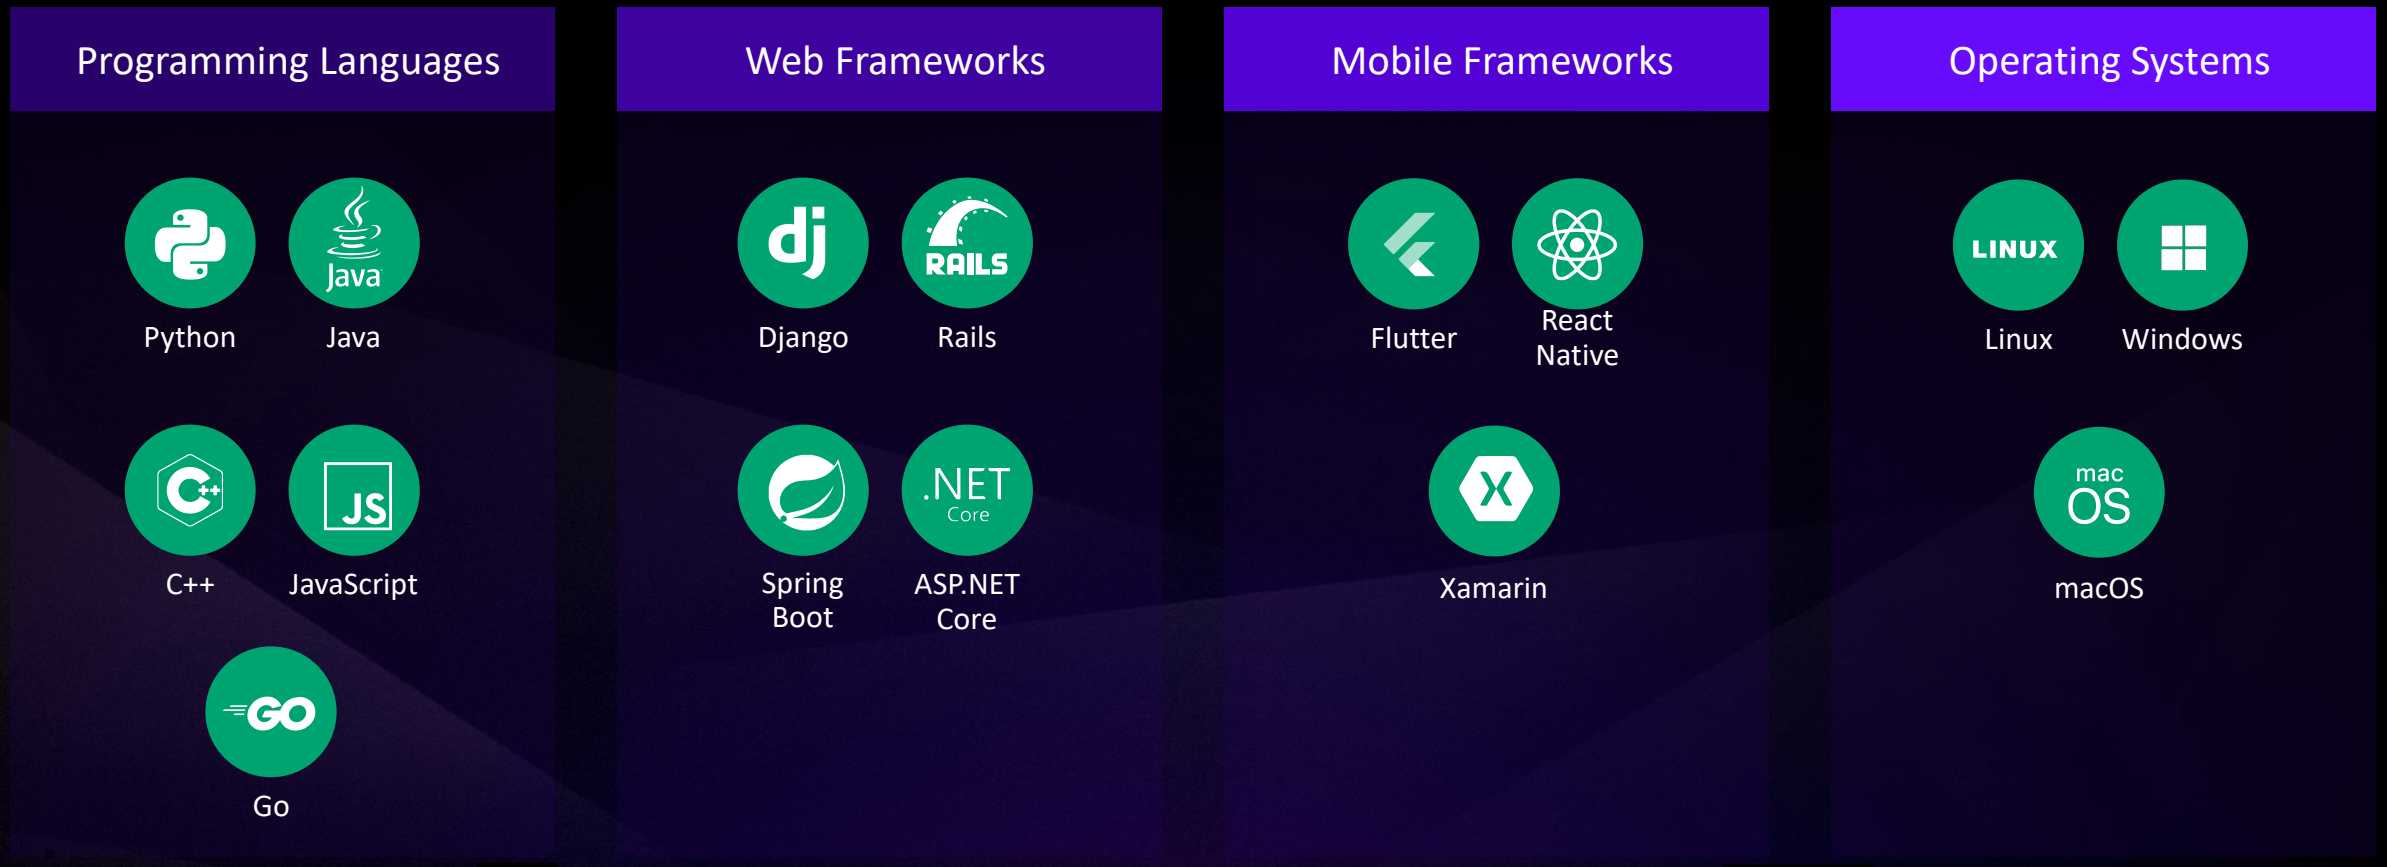 Programming Languages
Web Frameworks
Mobile Frameworks
Operating Systems
Java
Python
Java
C++
JS
JavaScript
GO
Go
dj
RAILS
Django
Rails
.NET
Core
Spring
Boot
ASP.NET
Core
Flutter
React
Native
X
Xamarin
LINUX
Linux
Windows
mac
OS
macOS